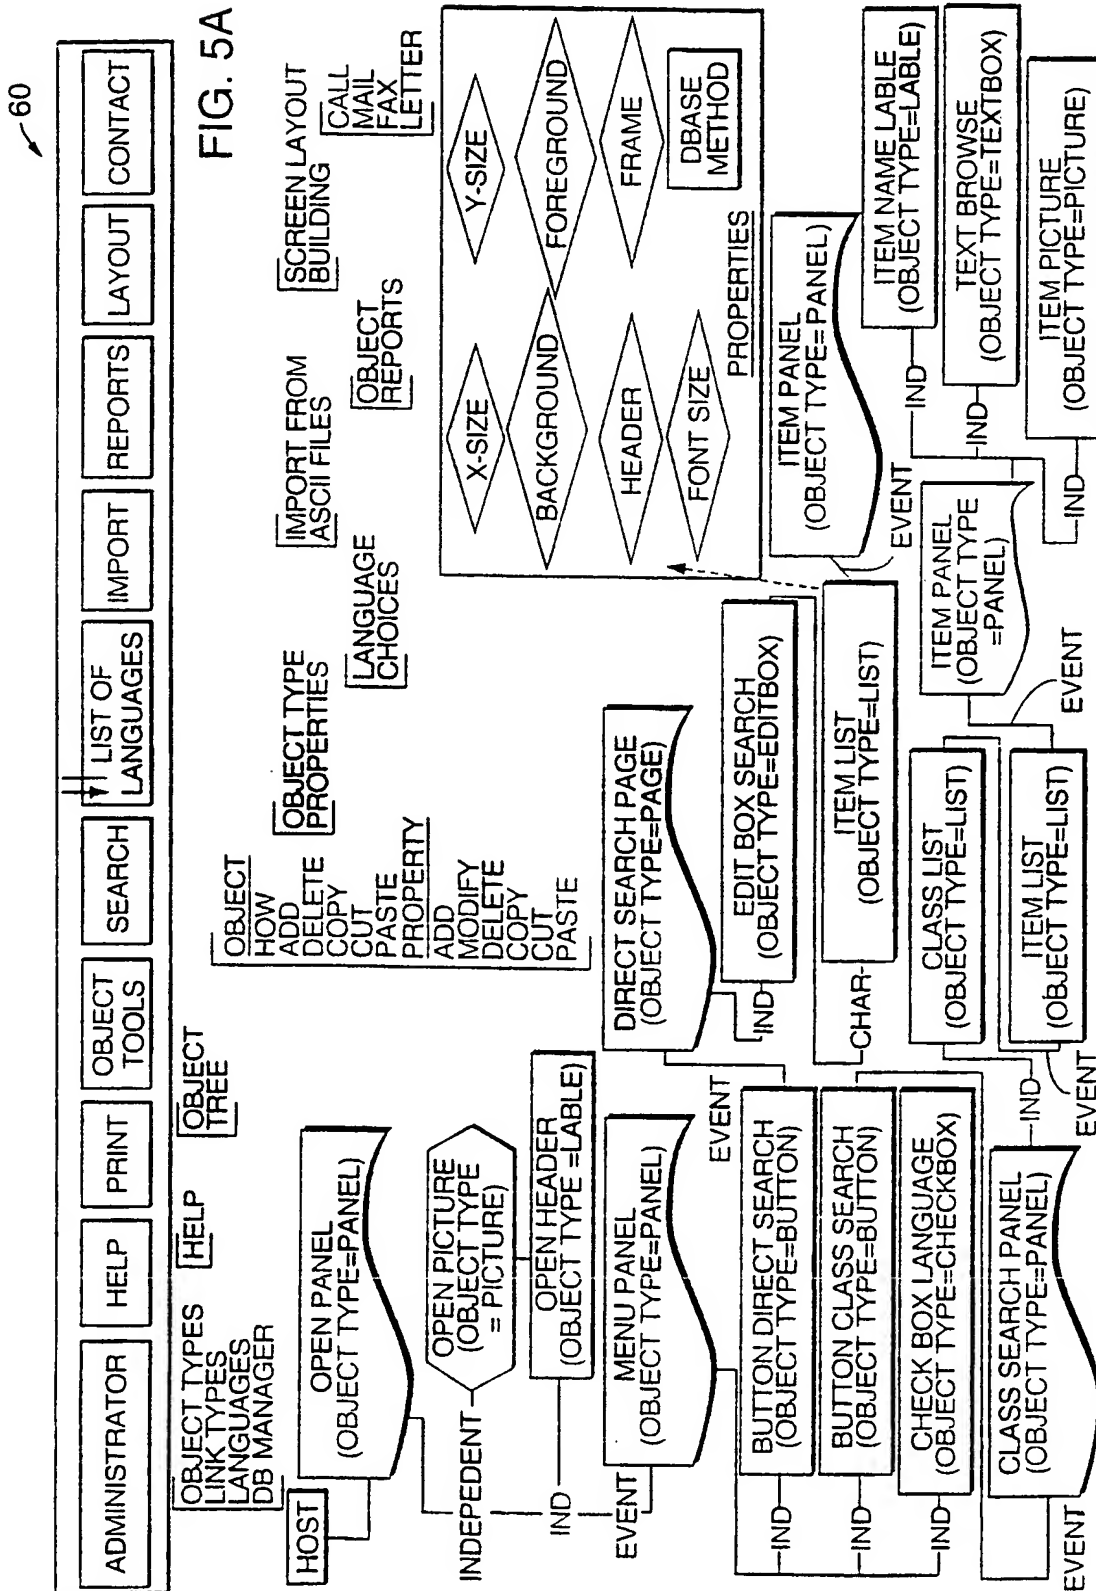 60
ADMINISTRATOR
HELP
PRINT
OBJECT
TOOLS
SEARCH
LIST OF
LANGUAGES
IMPORT
REPORTS
LAYOUT
CONTACT
FIG. 5A
OBJECT TYPES
LINK TYPES
LANGUAGES
DB MANAGER
HELP
OBJECT
TREE
OBJECT
HOW
ADD
DELETE
COPY
CUT
PASTE
PROPERTY
ADD
MODIFY
DELETE
COPY
CUT
PASTE
OBJECT TYPE
PROPERTIES
LANGUAGE
CHOICES
IMPORT FROM
ASCII FILES
OBJECT
REPORTS
SCREEN LAYOUT
BUILDING
CALL
MAIL
FAX
LETTER
HOST
OPEN PANEL
(OBJECT TYPE=PANEL)
INDEPEDENT
OPEN PICTURE
(OBJECT TYPE
= PICTURE)
IND
OPEN HEADER
(OBJECT TYPE =LABLE)
EVENT
MENU PANEL
(OBJECT TYPE=PANEL)
EVENT
IND
BUTTON DIRECT SEARCH
(OBJECT TYPE=BUTTON)
IND
BUTTON CLASS SEARCH
(OBJECT TYPE=BUTTON)
IND
CHECK BOX LANGUAGE
(OBJECT TYPE=CHECKBOX)
EVENT
CLASS SEARCH PANEL
(OBJECT TYPE=PANEL)
DIRECT SEARCH PAGE
(OBJECT TYPE=PAGE)
IND
EDIT BOX SEARCH
(OBJECT TYPE=EDITBOX)
CHAR
ITEM LIST
(OBJECT TYPE=LIST)
IND
CLASS LIST
(OBJECT TYPE=LIST)
EVENT
ITEM LIST
(OBJECT TYPE=LIST)
X-SIZE
Y-SIZE
BACKGROUND
FOREGROUND
HEADER
FRAME
FONT SIZE
DBASE
METHOD
PROPERTIES
EVENT
ITEM PANEL
(OBJECT TYPE= PANEL)
EVENT
ITEM PANEL
(OBJECT TYPE
=PANEL)
IND
ITEM NAME LABLE
(OBJECT TYPE=LABLE)
IND
TEXT BROWSE
(OBJECT TYPE=TEXTBOX)
IND
ITEM PICTURE
(OBJECT TYPE=PICTURE)